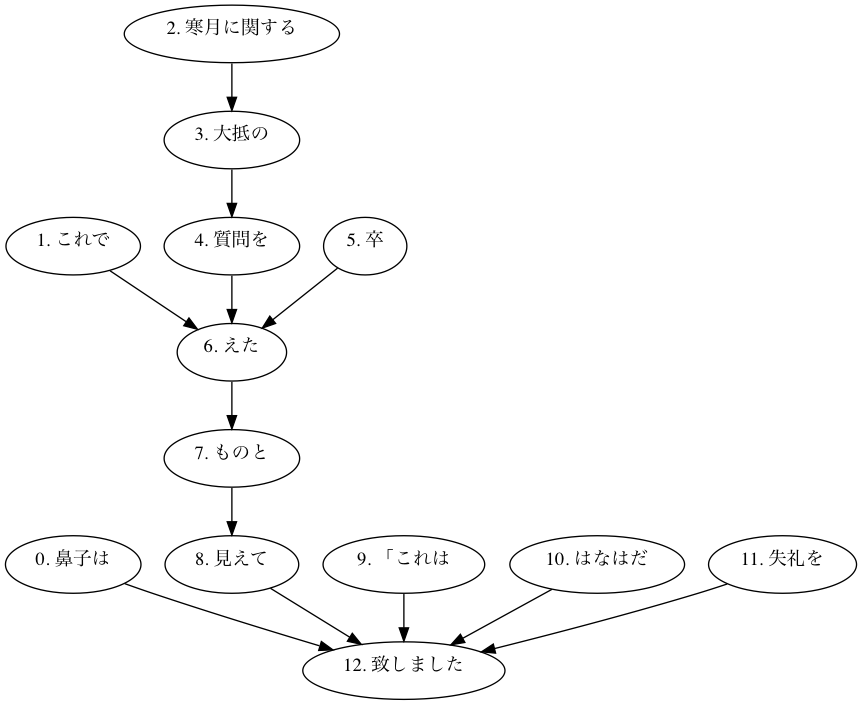 2. 寒月に関する
3. 大抵の
1. これで
4. 質問を
5. 卒
6. えた
7. ものと
0. 鼻子は
8. 見えて
9. 「これは
10. はなはだ
11. 失礼を
12. 致しました